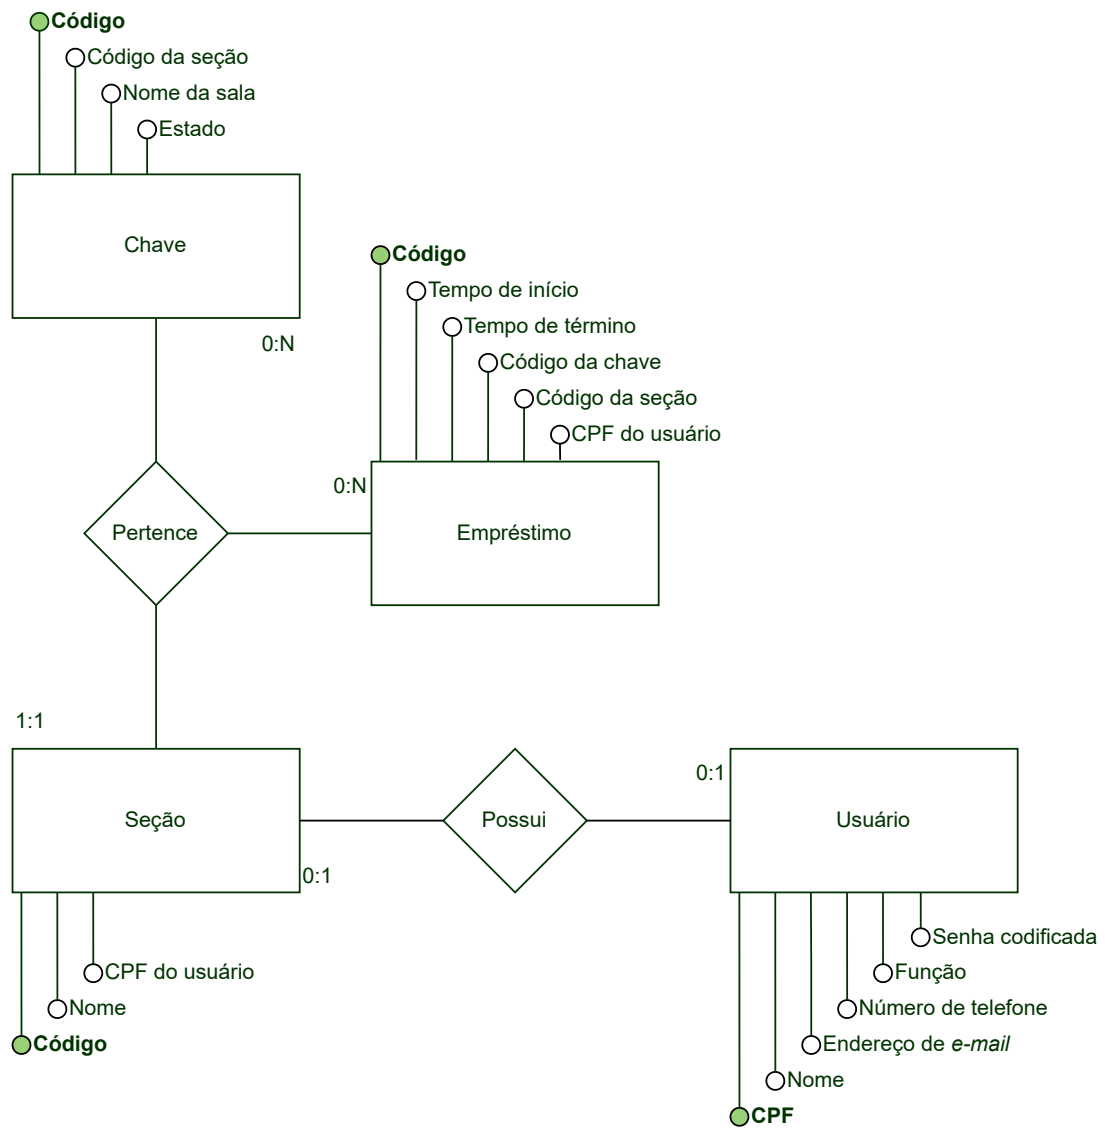 Código
Código da seção
Nome da sala
Estado
Chave
0:N
Código
Tempo de início
Tempo de término
Código da chave
Código da seção
CPF do usuário
0:N
Pertence
Empréstimo
1:1
Seção
0:1
Possui
0:1
Usuário
CPF do usuário
Nome
Código
Senha codificada
Função
Número de telefone
Endereço de e-mail
Nome
CPF